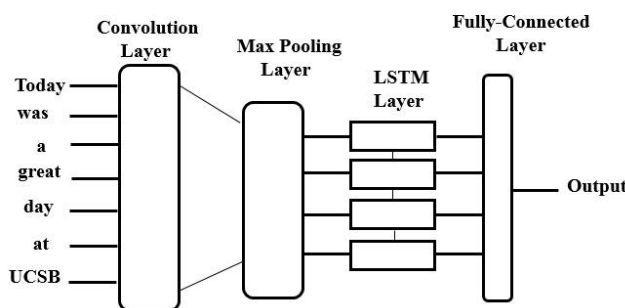 Convolution
Layer
Max Pooling
Layer
LSTM
Layer
Fully-Connected
Layer
Today
was
a
great
day
at
UCSB
Output